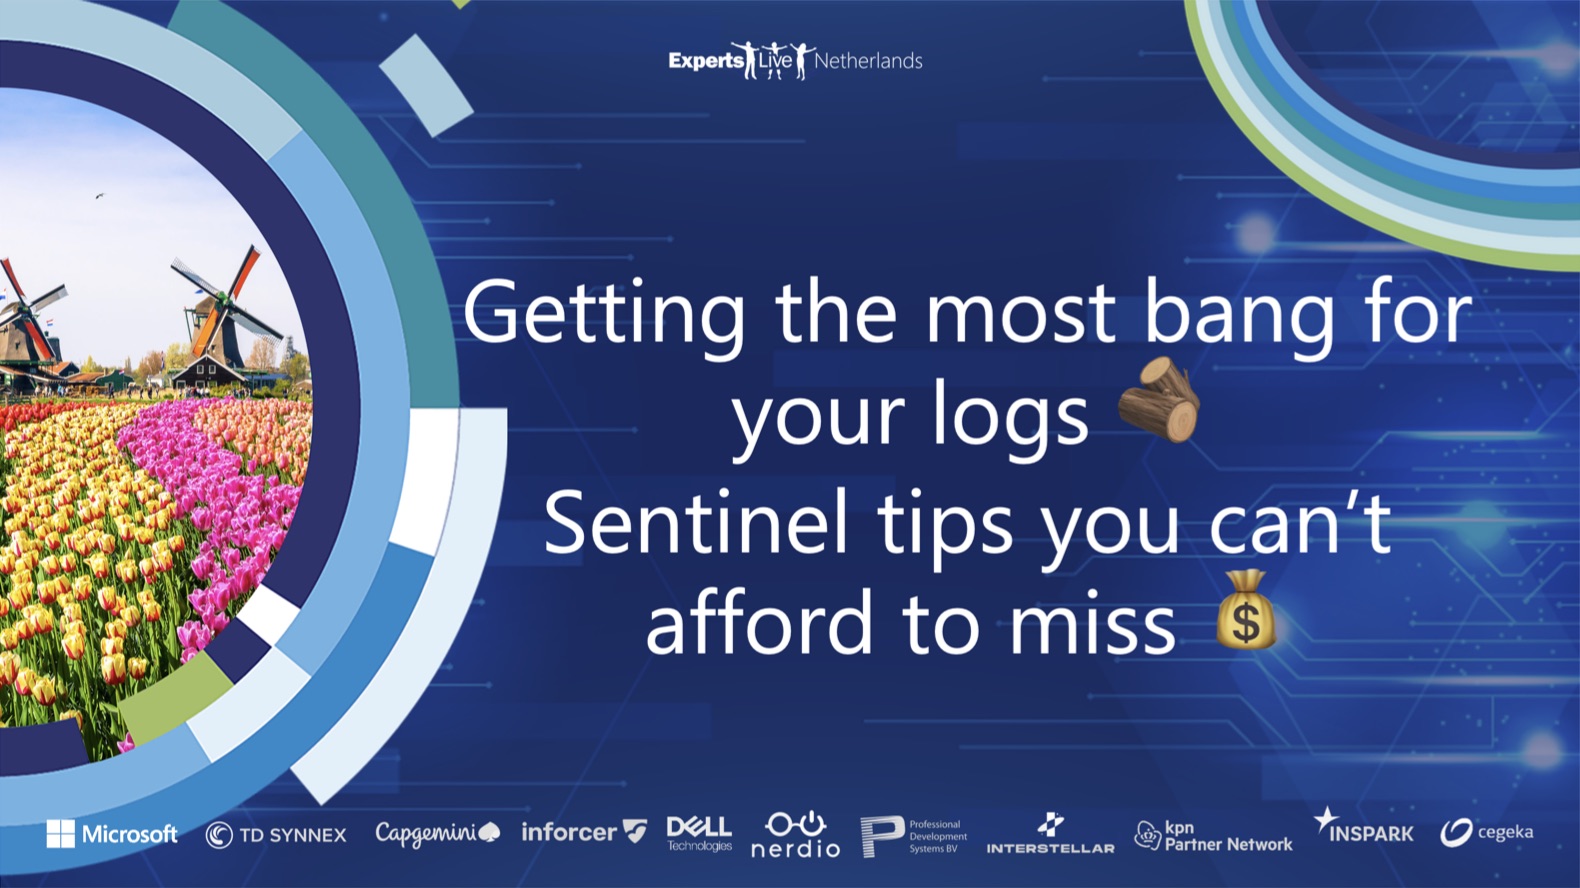 Experts Live Netherlands
Getting the most bang for
your logs 🪵
Sentinel tips you can’t
afford to miss 💰
Microsoft
TD SYNNEX
Capgemini
inforcer
DELL
Technologies
nerdio
Professional
Development
Systems BV
INTERSTELLAR
kpn
Partner Network
INSPARK
cegeka